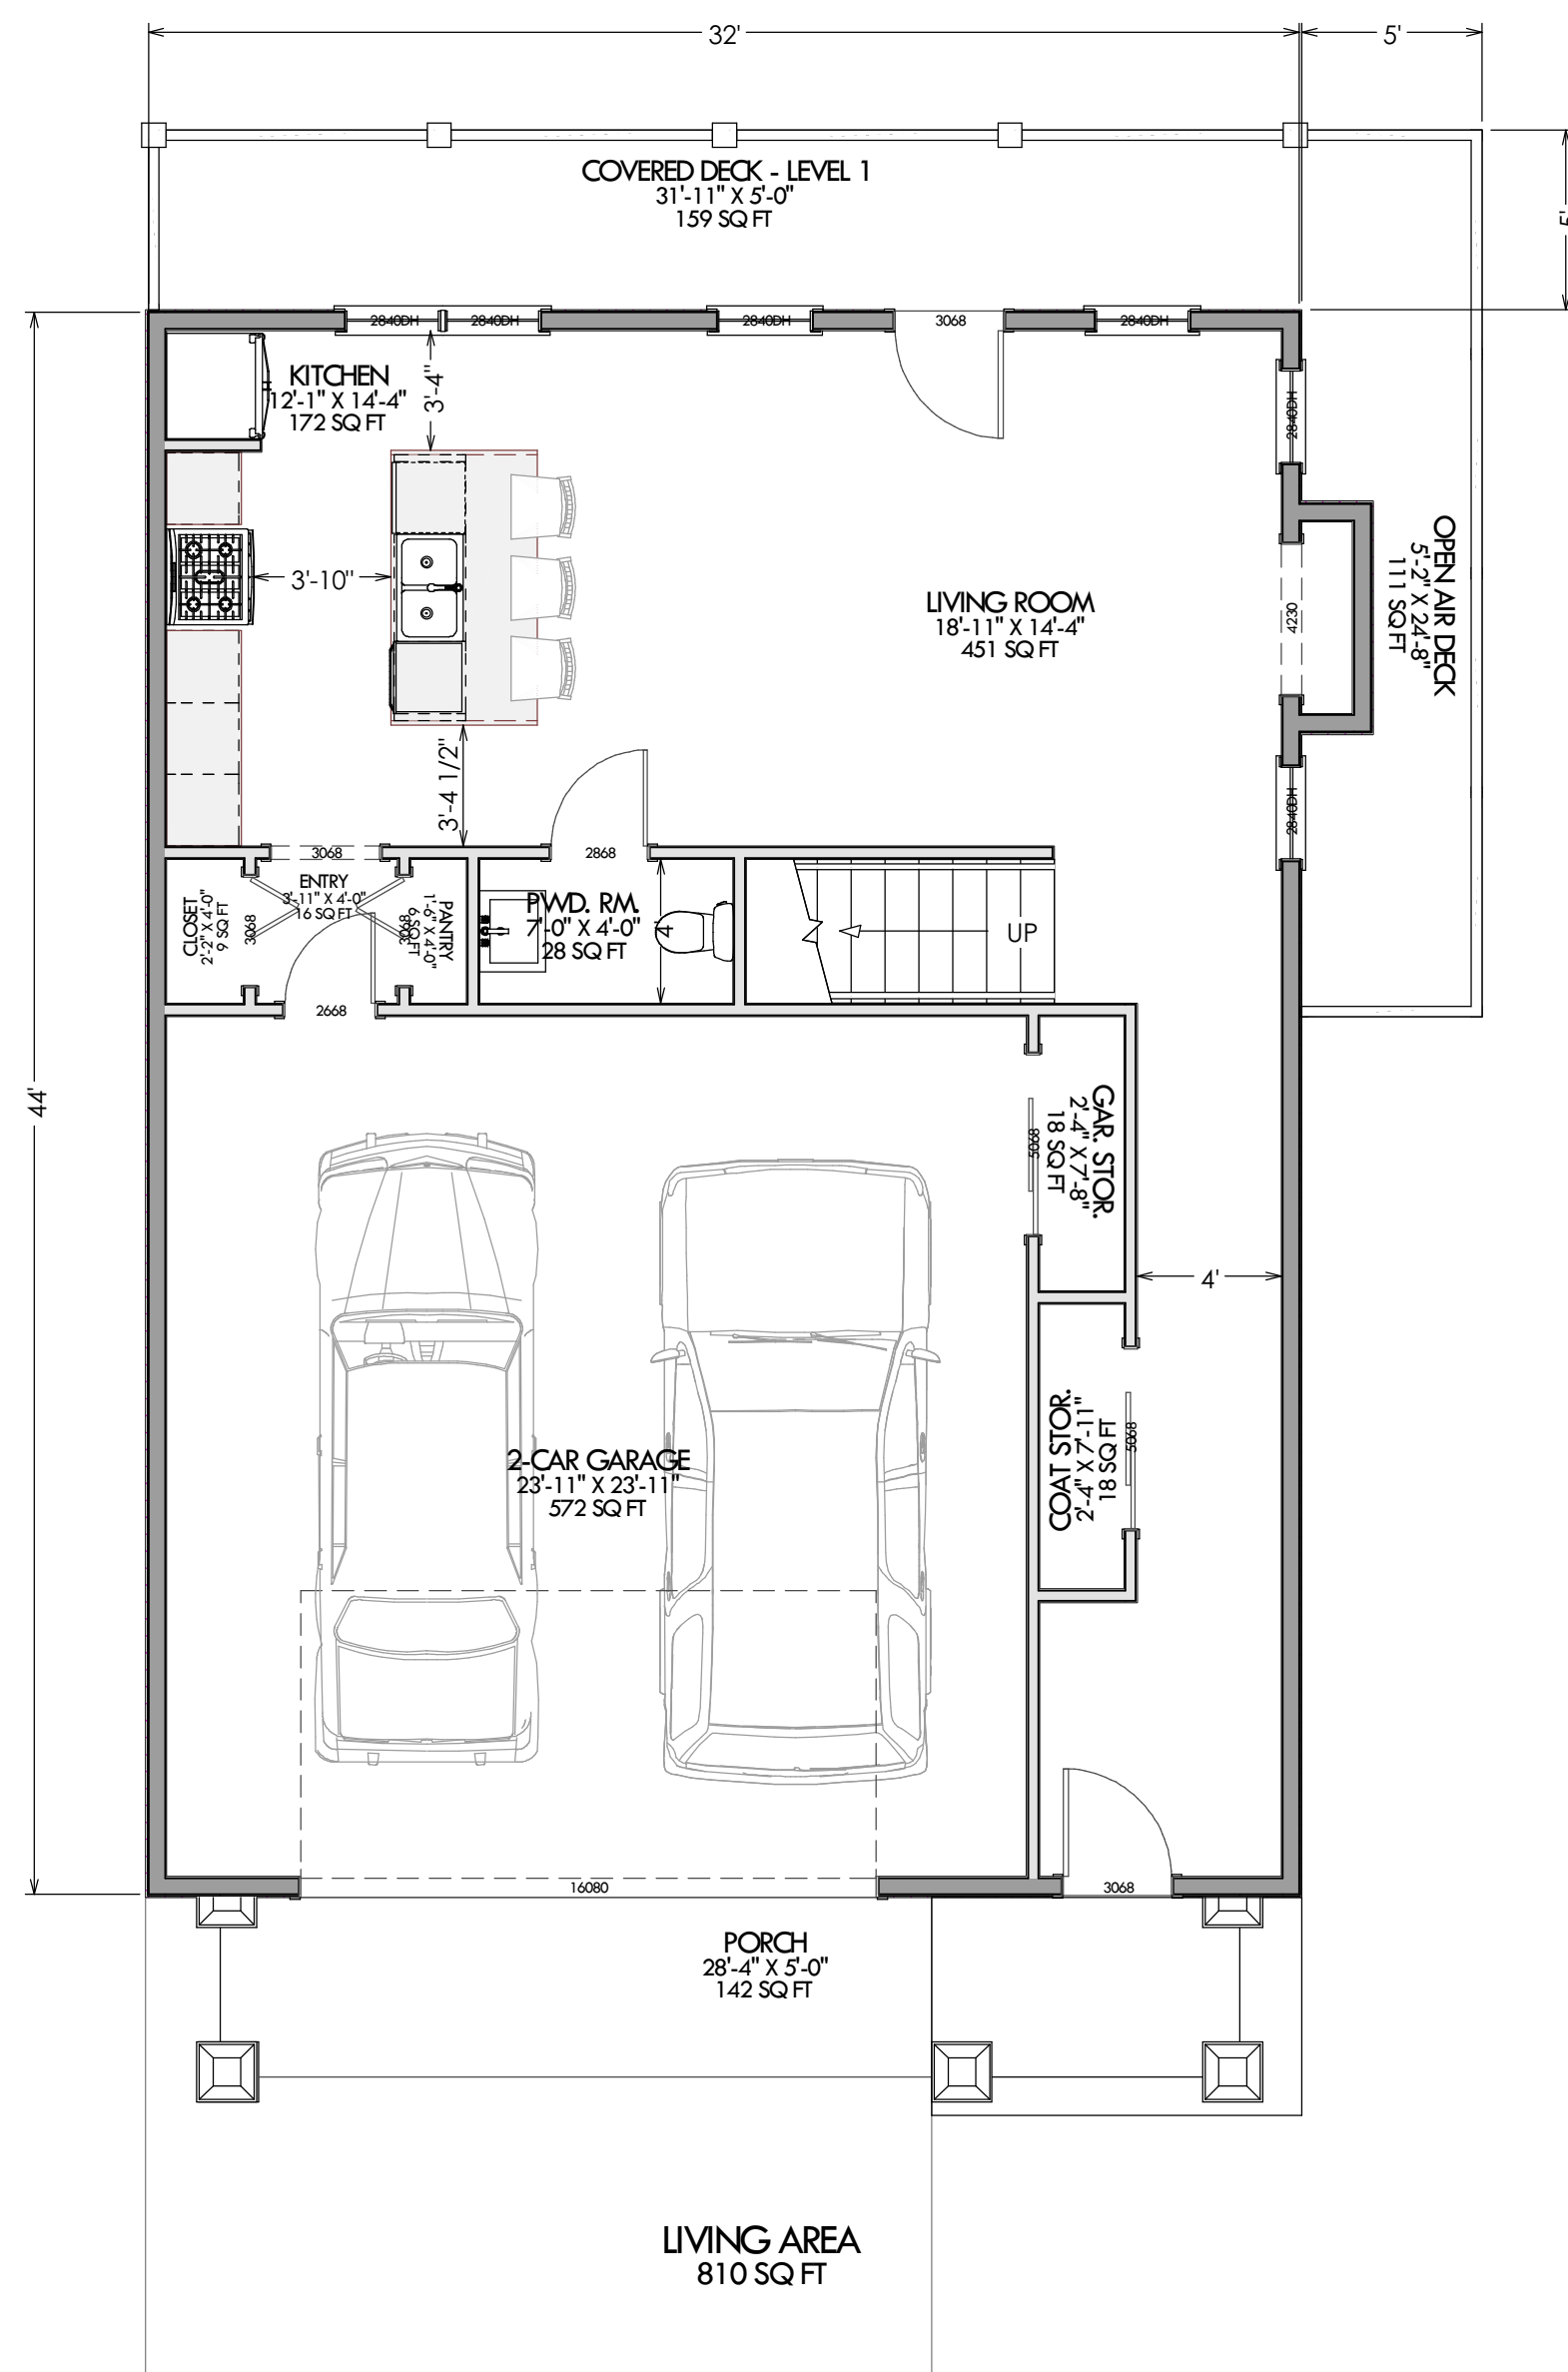 32'
5'
COVERED DECK - LEVEL 1
31'-11" X 5'-0"
159 SQ FT
5'
2840DH
2840DH
2840DH
3068
2840DH
KITCHEN
12'-1" X 14'-4"
172 SQ FT
3'-4"
2840DH
3'-10"
LIVING ROOM
18'-11" X 14'-4"
451 SQ FT
4230
OPEN AIR DECK
5'-2" X 24'-8"
111 SQ FT
3'-4 1/2"
2840DH
3068
2868
ENTRY
3'-11" X 4'-0"
16 SQ FT
CLOSET
2'-2" X 4'-0"
9 SQ FT
3068
3068
PANTRY
1'-6" X 4'-0"
6 SQ FT
PWD. RM.
7'-0" X 4'-0"
28 SQ FT
4'
UP
2668
44'
GAR. STOR.
2'-4" X 7'-8"
18 SQ FT
5068
4'
COAT STOR.
2'-4" X 7'-11"
18 SQ FT
5068
2-CAR GARAGE
23'-11" X 23'-11"
572 SQ FT
16080
3068
PORCH
28'-4" X 5'-0"
142 SQ FT
LIVING AREA
810 SQ FT